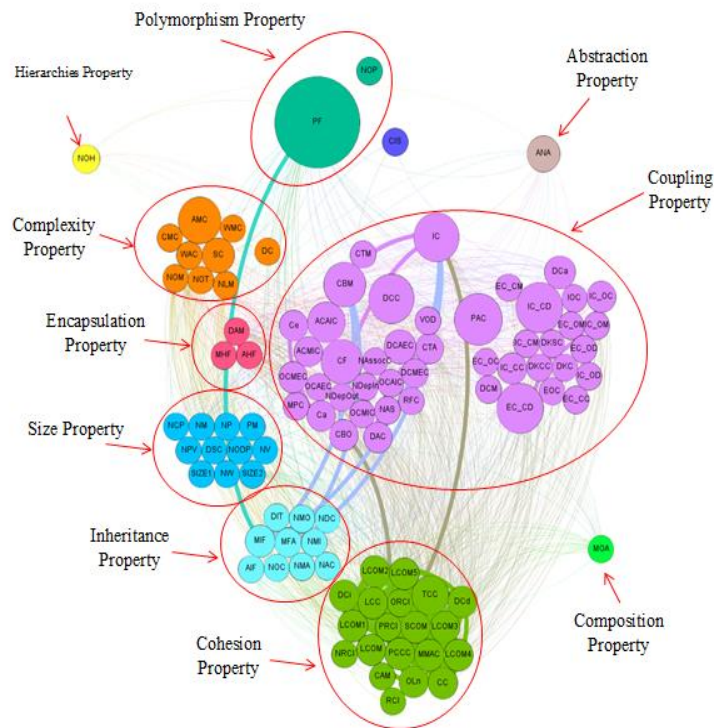 Polymorphism Property
NOP
PF
Hierarchies Property
NOH
CIS
Abstraction
Property
ANA
Coupling
Property
Complexity
Property
AMC
CMC
WMC
WAC
SC
OC
NOM
NOT
NLM
IC
CTM
CBM
DCC
PAC
DCa
EC_CM
IC_CD
IOC
IC_OC
EC_OM
IC_OM
IC_CM
DKSC
EC_OD
EC_OC
IC_CC
DKCC
DKC
IC_OD
DCM
EOC
EC_CC
EC_CD
Ce
ACAIC
VOD
ACMIC
CF
NAssocC
DCAEC
CTA
OCMEC
OCAEC
NDepIn
OCAIC
DCMEC
MPC
NDepOut
RFC
Ca
OCMIC
NAS
CBO
DAC
Encapsulation
Property
DAM
MHF
AHF
Size Property
NCP
NM
NP
PM
NPV
DSC
NODP
NV
SIZE1
NW
SIZE2
Inheritance
Property
DIT
NMO
NDC
MIF
MFA
NMI
AIF
NOC
NMA
NAC
MOA
Composition
Property
Cohesion
Property
LCOM2
LCOM5
DCi
LCC
ORCI
TCC
DCd
LCOM1
PRCI
SCOM
LCOM3
NRCI
LCOM
PCCC
MMAC
LCOM4
CAM
OLn
CC
RCI